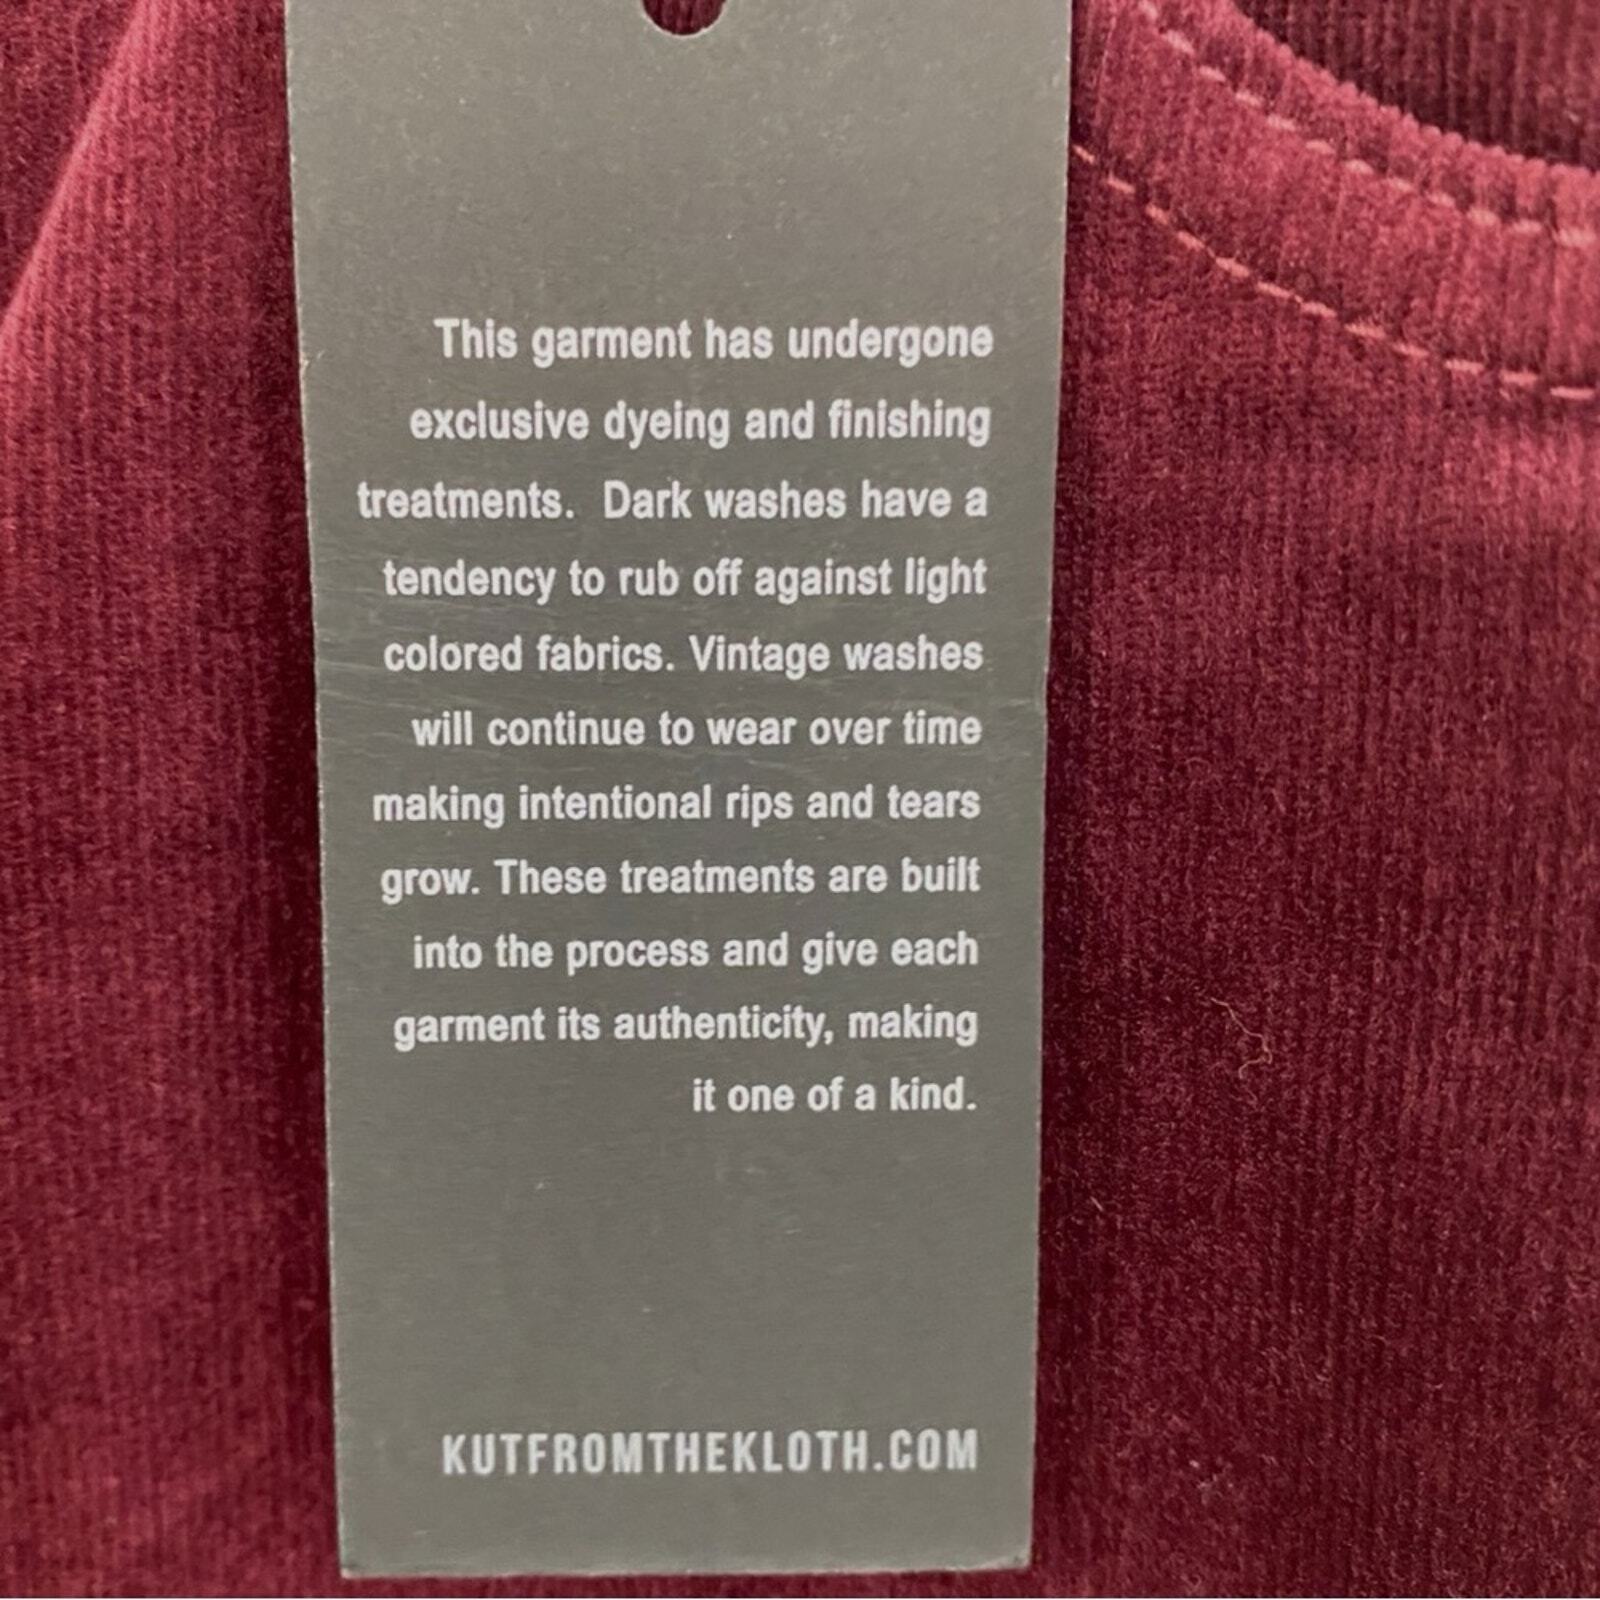 This garment has undergone
exclusive dyeing and finishing
treatments.  Dark washes have a
tendency to rub off against light
colored fabrics. Vintage washes
will continue to wear over time
making intentional rips and tears
grow. These treatments are built
into the process and give each
garment its authenticity, making
it one of a kind.
KUTFROMTHEKLOTH.COM